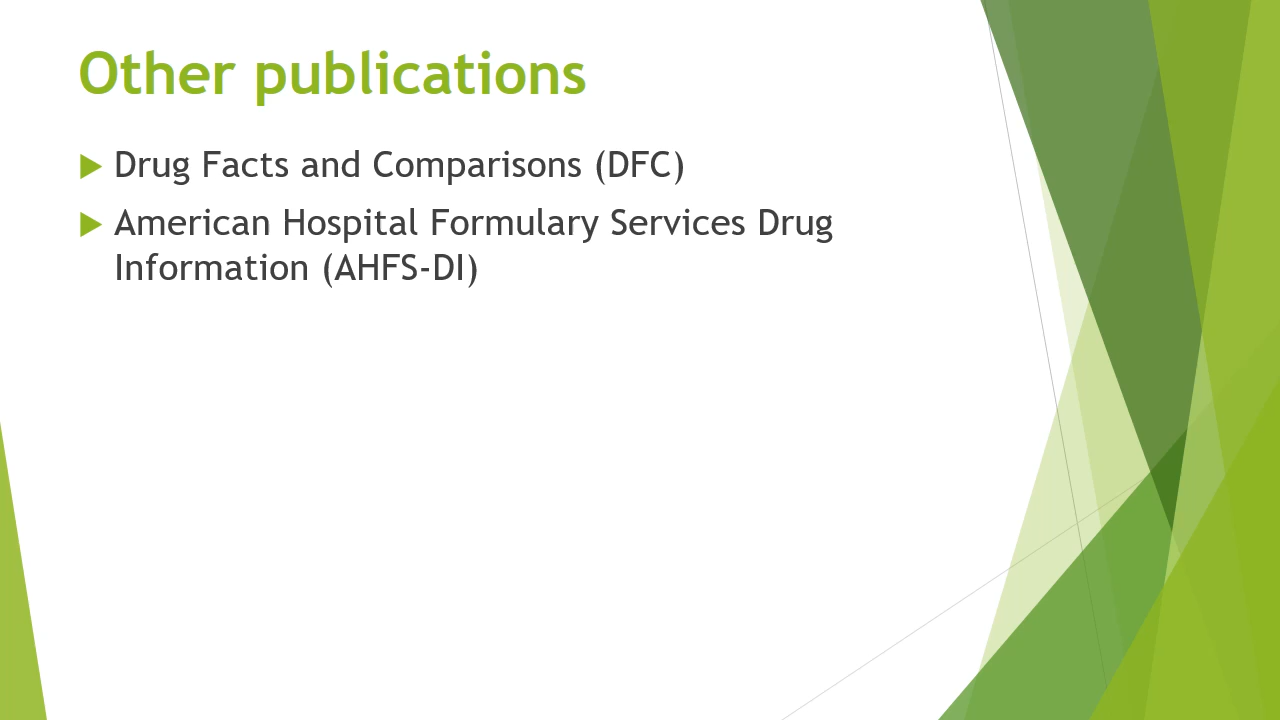 Other publications
Drug Facts and Comparisons (DFC)
American Hospital Formulary Services Drug
Information (AHFS-DI)